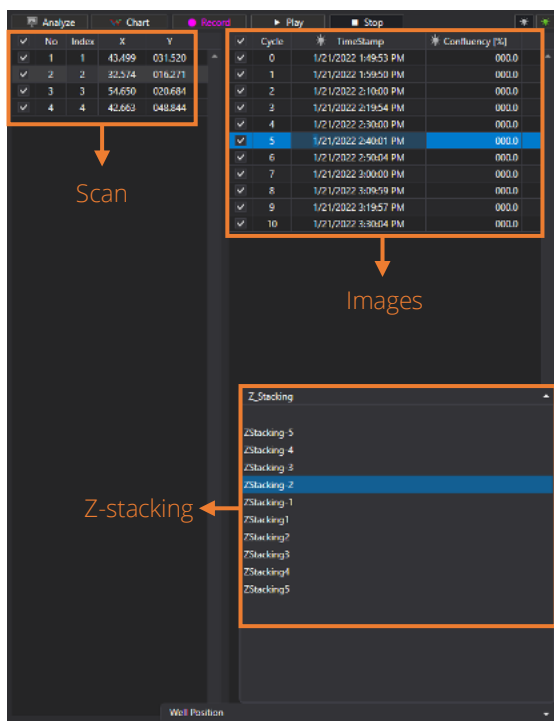 Analyze Chart Record Play Stop
No Index X Y
1 1 43.499 031.520
2 2 32.574 016.271
3 3 54.650 020.684
4 4 42.663 048.844
Scan
Cycle TimeStamp Confluency [%]
0 1/21/2022 1:49:53 PM 000.0
1 1/21/2022 1:59:50 PM 000.0
2 1/21/2022 2:10:00 PM 000.0
3 1/21/2022 2:19:54 PM 000.0
4 1/21/2022 2:30:00 PM 000.0
5 1/21/2022 2:40:01 PM 000.0
6 1/21/2022 2:50:04 PM 000.0
7 1/21/2022 3:00:00 PM 000.0
8 1/21/2022 3:09:59 PM 000.0
9 1/21/2022 3:19:57 PM 000.0
10 1/21/2022 3:30:04 PM 000.0
Images
Z_Stacking
ZStacking-5
ZStacking-4
ZStacking-3
ZStacking-2
ZStacking-1
ZStacking1
ZStacking2
ZStacking3
ZStacking4
ZStacking5
Z-stacking
Well Position